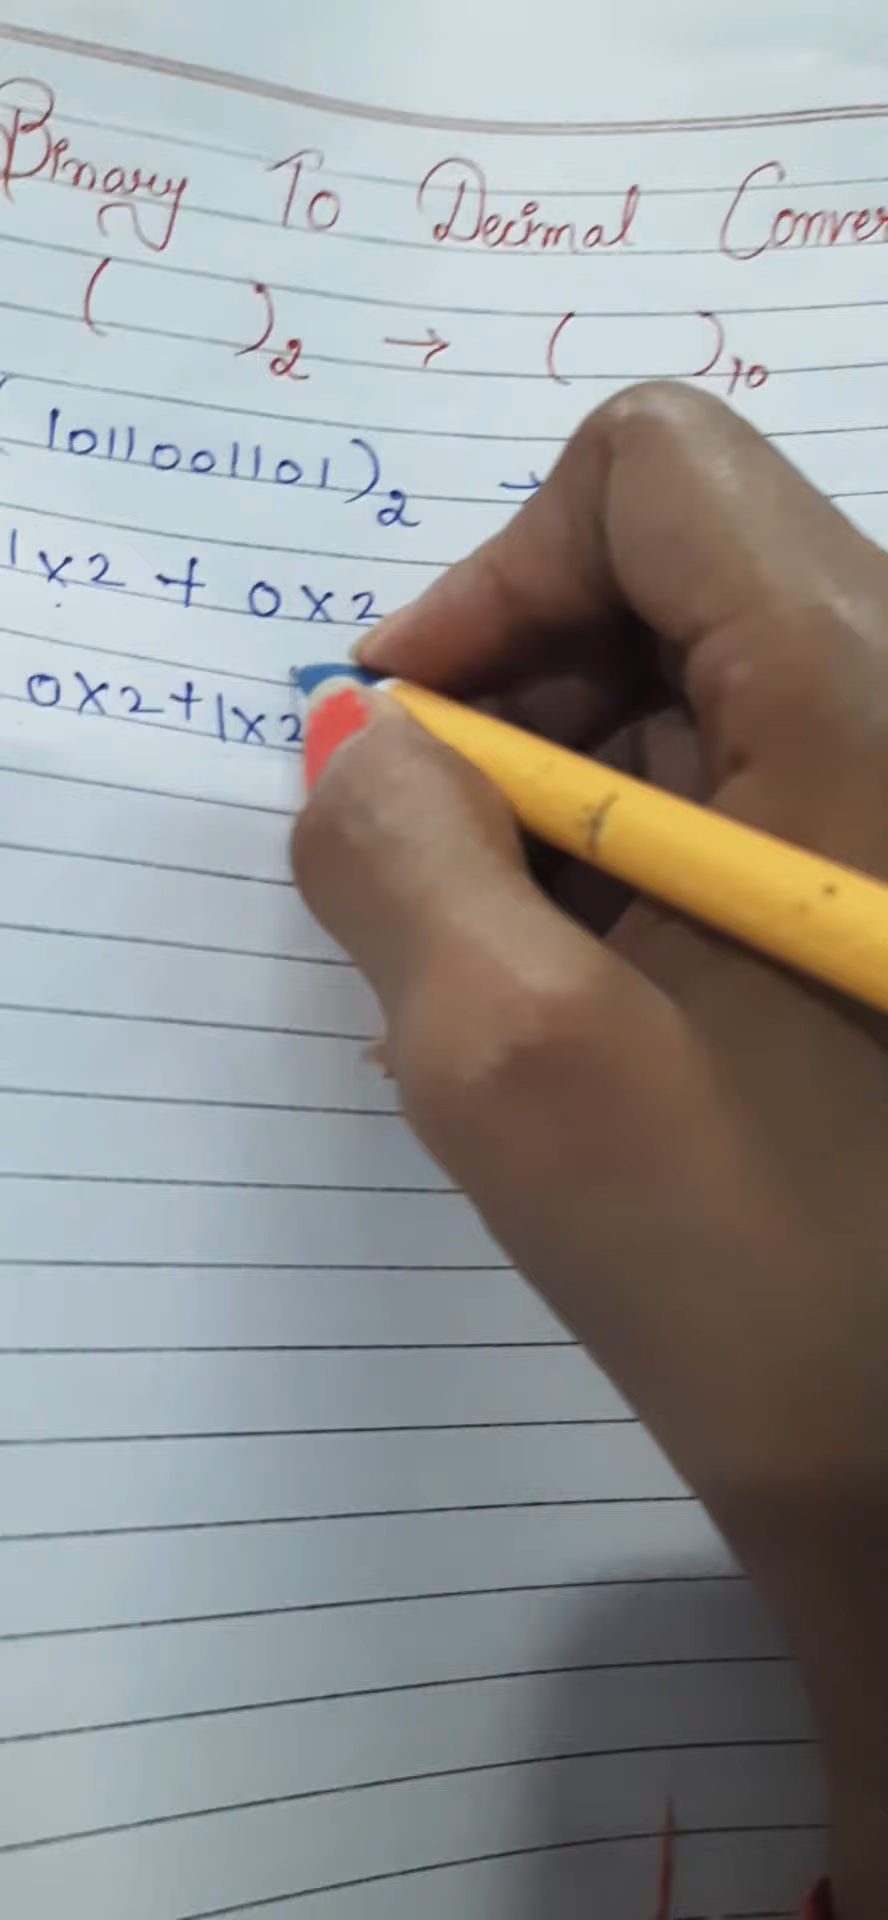 Binary To Decimal Conver
( )2 → ( )10
(1011001101)2 →
1x2 + 0x2
0x2+1x2